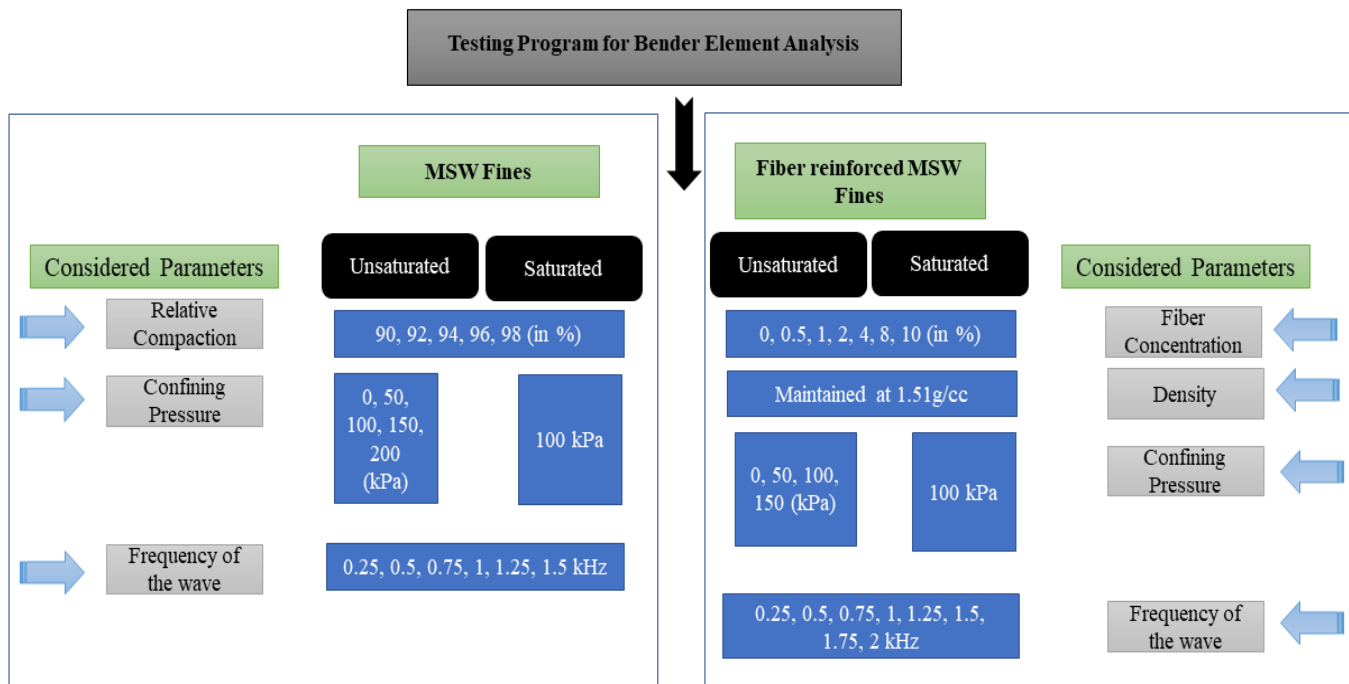 Testing Program for Bender Element Analysis
MSW Fines
Considered Parameters
Unsaturated
Saturated
Relative
Compaction
90, 92, 94, 96, 98 (in %)
Confining
Pressure
0, 50,
100, 150,
200
(kPa)
100 kPa
Frequency of
the wave
0.25, 0.5, 0.75, 1, 1.25, 1.5 kHz
Fiber reinforced MSW
Fines
Unsaturated
Saturated
Considered Parameters
0, 0.5, 1, 2, 4, 8, 10 (in %)
Fiber
Concentration
Maintained at 1.51g/cc
Density
0, 50, 100,
150 (kPa)
100 kPa
Confining
Pressure
0.25, 0.5, 0.75, 1, 1.25, 1.5,
1.75, 2 kHz
Frequency of
the wave